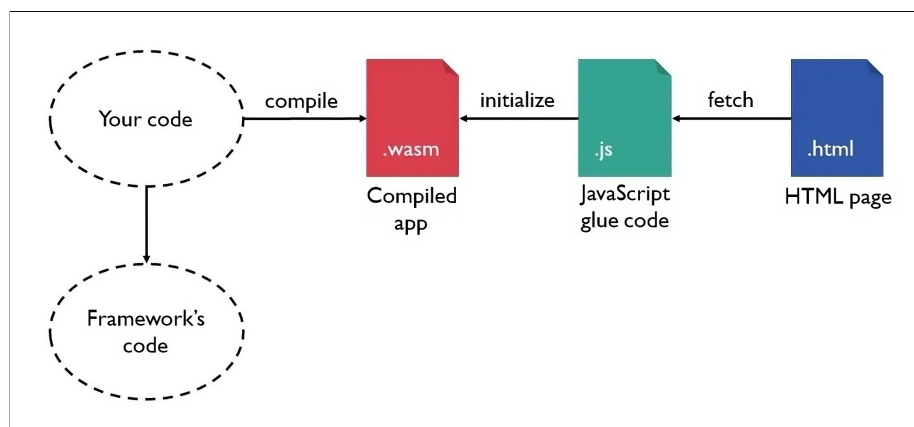 Your code
compile
.wasm
Compiled
app
initialize
.js
JavaScript
glue code
fetch
.html
HTML page
Framework's
code